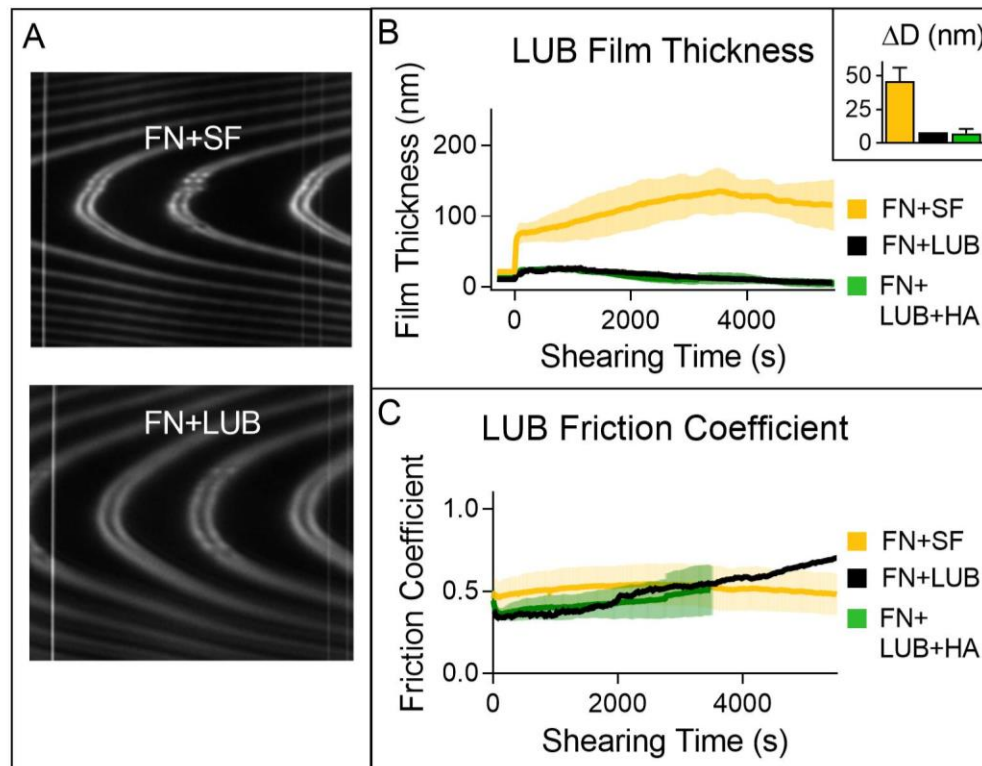 A
FN+SF
FN+LUB
B
LUB Film Thickness
ΔD (nm)
50
25
0
Film Thickness (nm)
200
100
0
0 2000 4000
Shearing Time (s)
FN+SF
FN+LUB
FN+
LUB+HA
C
LUB Friction Coefficient
Friction Coefficient
1.0
0.5
0.0
0 2000 4000
Shearing Time (s)
FN+SF
FN+LUB
FN+
LUB+HA